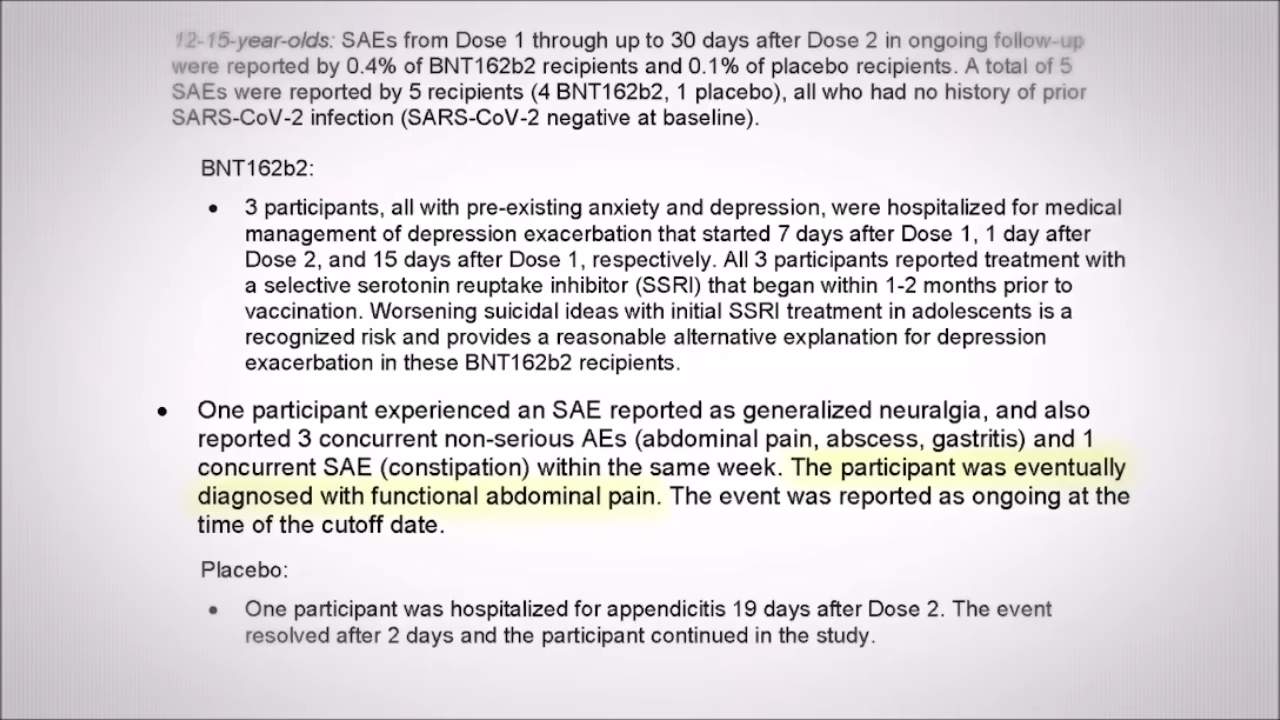 12-15-year-olds: SAEs from Dose 1 through up to 30 days after Dose 2 in ongoing follow-up
were reported by 0.4% of BNT162b2 recipients and 0.1% of placebo recipients. A total of 5
SAEs were reported by 5 recipients (4 BNT162b2, 1 placebo), all who had no history of prior
SARS-CoV-2 infection (SARS-CoV-2 negative at baseline).
BNT162b2:
• 3 participants, all with pre-existing anxiety and depression, were hospitalized for medical
management of depression exacerbation that started 7 days after Dose 1, 1 day after
Dose 2, and 15 days after Dose 1, respectively. All 3 participants reported treatment with
a selective serotonin reuptake inhibitor (SSRI) that began within 1-2 months prior to
vaccination. Worsening suicidal ideas with initial SSRI treatment in adolescents is a
recognized risk and provides a reasonable alternative explanation for depression
exacerbation in these BNT162b2 recipients.
• One participant experienced an SAE reported as generalized neuralgia, and also
reported 3 concurrent non-serious AEs (abdominal pain, abscess, gastritis) and 1
concurrent SAE (constipation) within the same week. The participant was eventually
diagnosed with functional abdominal pain. The event was reported as ongoing at the
time of the cutoff date.
Placebo:
• One participant was hospitalized for appendicitis 19 days after Dose 2. The event
resolved after 2 days and the participant continued in the study.